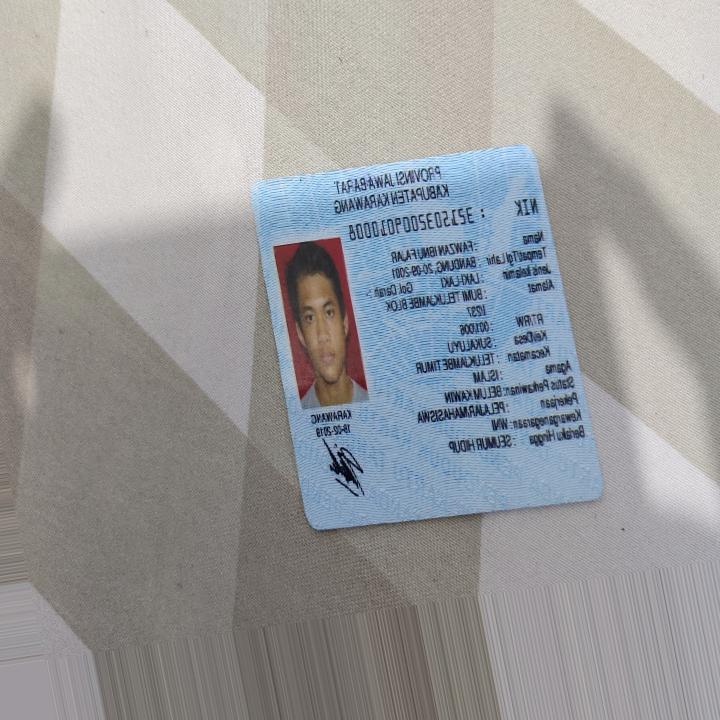 PROVINSI JAWA BARAT
KABUPATEN KARAWANG
NIK : 3215032009010008
Nama : FAWZAN IBNU FAJAR
Tempat/Tgl Lahir : BANDUNG, 20-09-2001
Jenis kelamin : LAKI-LAKI Gol. Darah
Alamat : BUMI TELUKJAMBE BLOK
RT/RW : 001/006
Kel/Desa : SUKALUYU
Kecamatan : TELUKJAMBE TIMUR
Agama : ISLAM
Status Perkawinan: BELUM KAWIN
Pekerjaan : PELAJAR/MAHASISWA
Kewarganegaraan: WNI
Berlaku Hingga : SEUMUR HIDUP
KARAWANG
19-02-2019